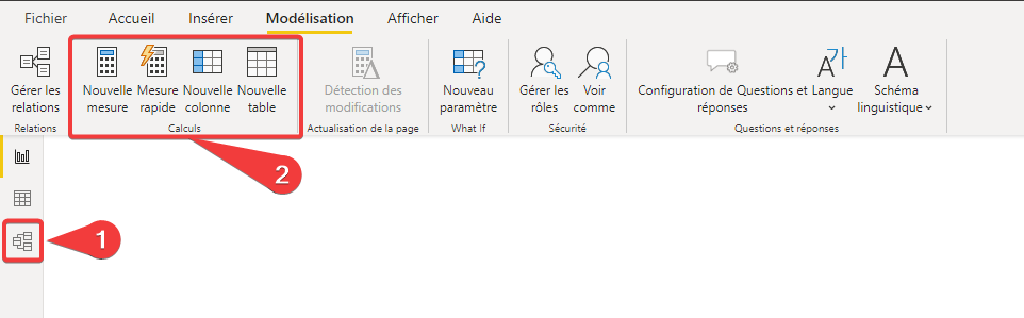 Fichier Accueil Insérer Modélisation Afficher Aide
Gérer les relations
Nouvelle mesure
Mesure rapide
Nouvelle colonne
Nouvelle table
Détection des modifications
Nouveau paramètre
Gérer les rôles
Voir comme
Configuration de Questions et réponses
Langue
Schéma linguistique
Relations Calculs Actualisation de la page What If Sécurité Questions et réponses
2
1